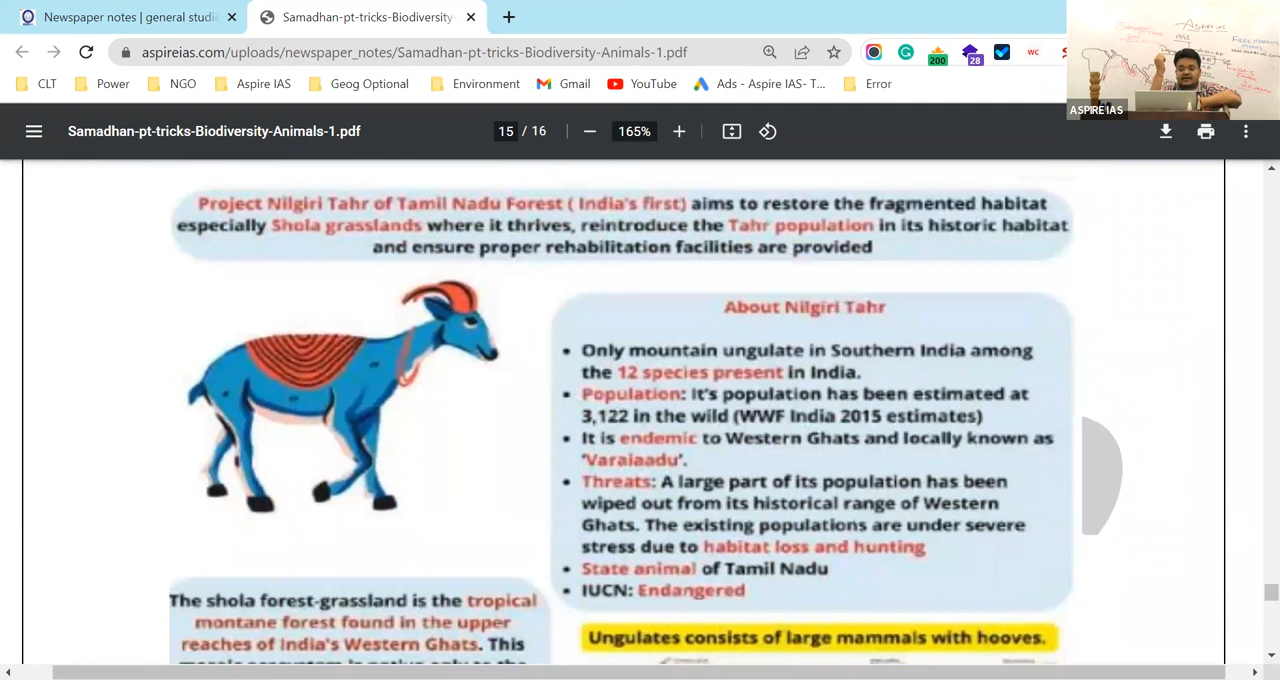 Newspaper notes | general studi
Samadhan-pt-tricks-Biodiversity-
aspireias.com/uploads/newspaper_notes/Samadhan-pt-tricks-Biodiversity-Animals-1.pdf
200
28
WC
CLT
Power
NGO
Aspire IAS
Geog Optional
Environment
Gmail
YouTube
Ads - Aspire IAS- T...
Error
ASPIRE IAS
Samadhan-pt-tricks-Biodiversity-Animals-1.pdf
15 / 16
165%
Project Nilgiri Tahr of Tamil Nadu Forest ( India's first) aims to restore the fragmented habitat
especially Shola grasslands where it thrives, reintroduce the Tahr population in its historic habitat
and ensure proper rehabilitation facilities are provided
About Nilgiri Tahr
• Only mountain ungulate in Southern India among
the 12 species present in India.
• Population: It's population has been estimated at
3,122 in the wild (WWF India 2015 estimates)
• It is endemic to Western Ghats and locally known as
'Varaiaadu'.
• Threats: A large part of its population has been
wiped out from its historical range of Western
Ghats. The existing populations are under severe
stress due to habitat loss and hunting
• State animal of Tamil Nadu
• IUCN: Endangered
The shola forest-grassland is the tropical
montane forest found in the upper
reaches of India's Western Ghats. This
Ungulates consists of large mammals with hooves.